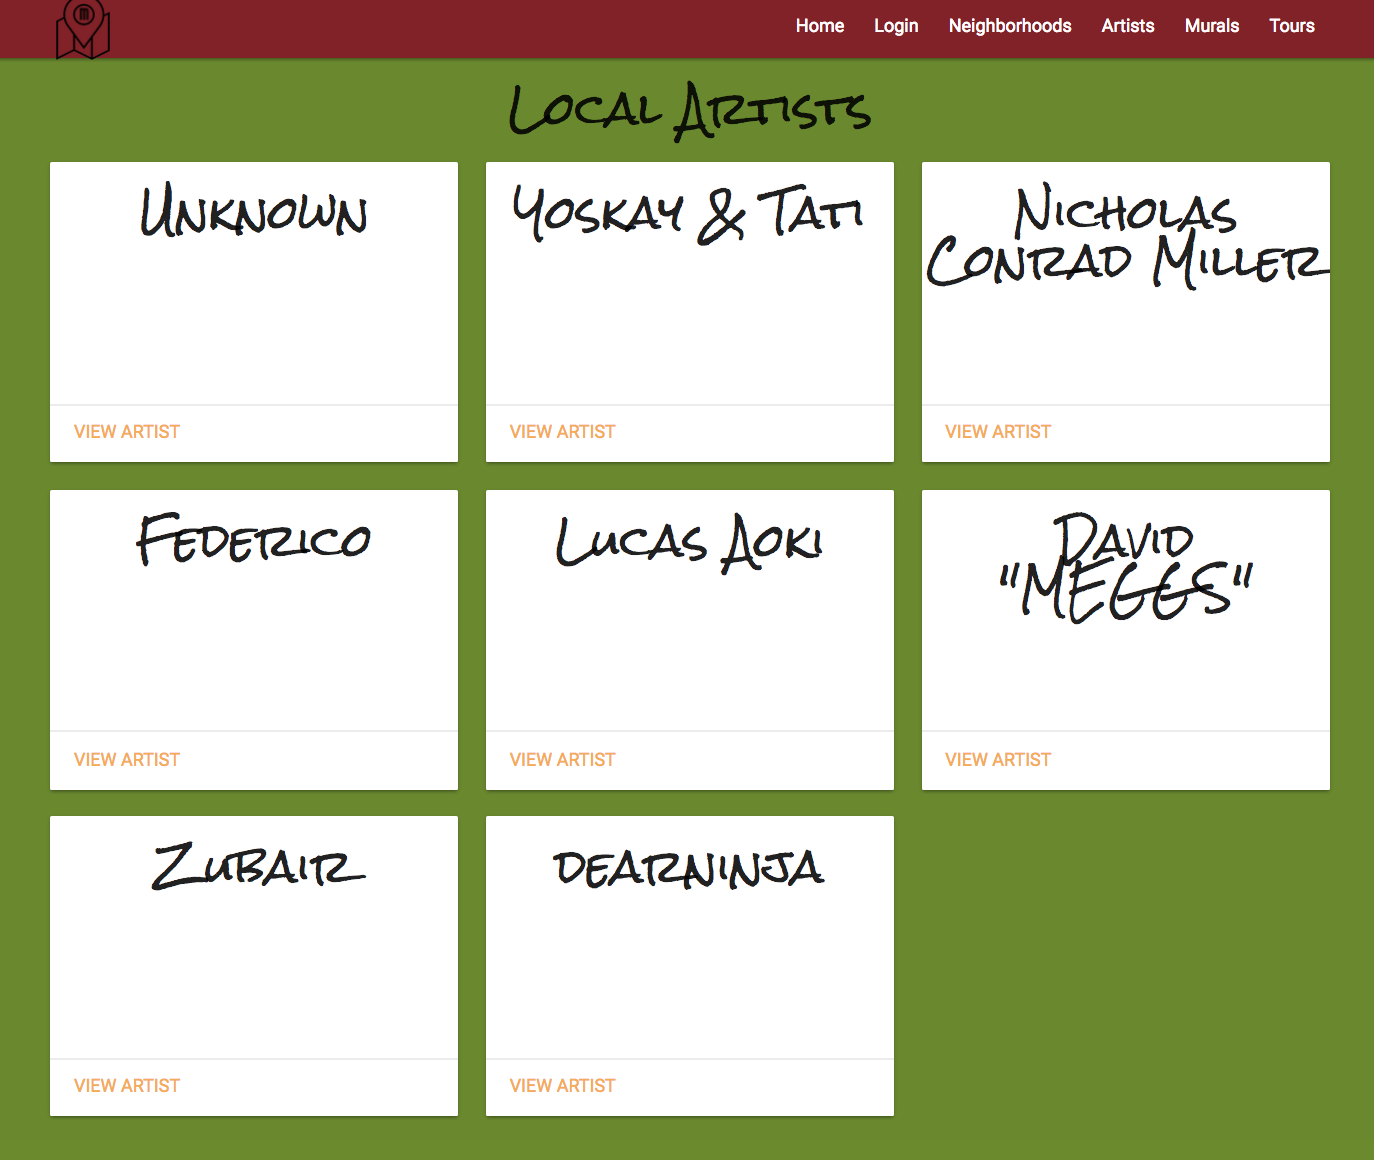 M
Home Login Neighborhoods Artists Murals Tours
Local Artists
Unknown
VIEW ARTIST
Yoskay & Tati
VIEW ARTIST
Nicholas
Conrad Miller
VIEW ARTIST
Federico
VIEW ARTIST
Lucas Aoki
VIEW ARTIST
David
"MEGGS"
VIEW ARTIST
Zubair
VIEW ARTIST
dearninja
VIEW ARTIST